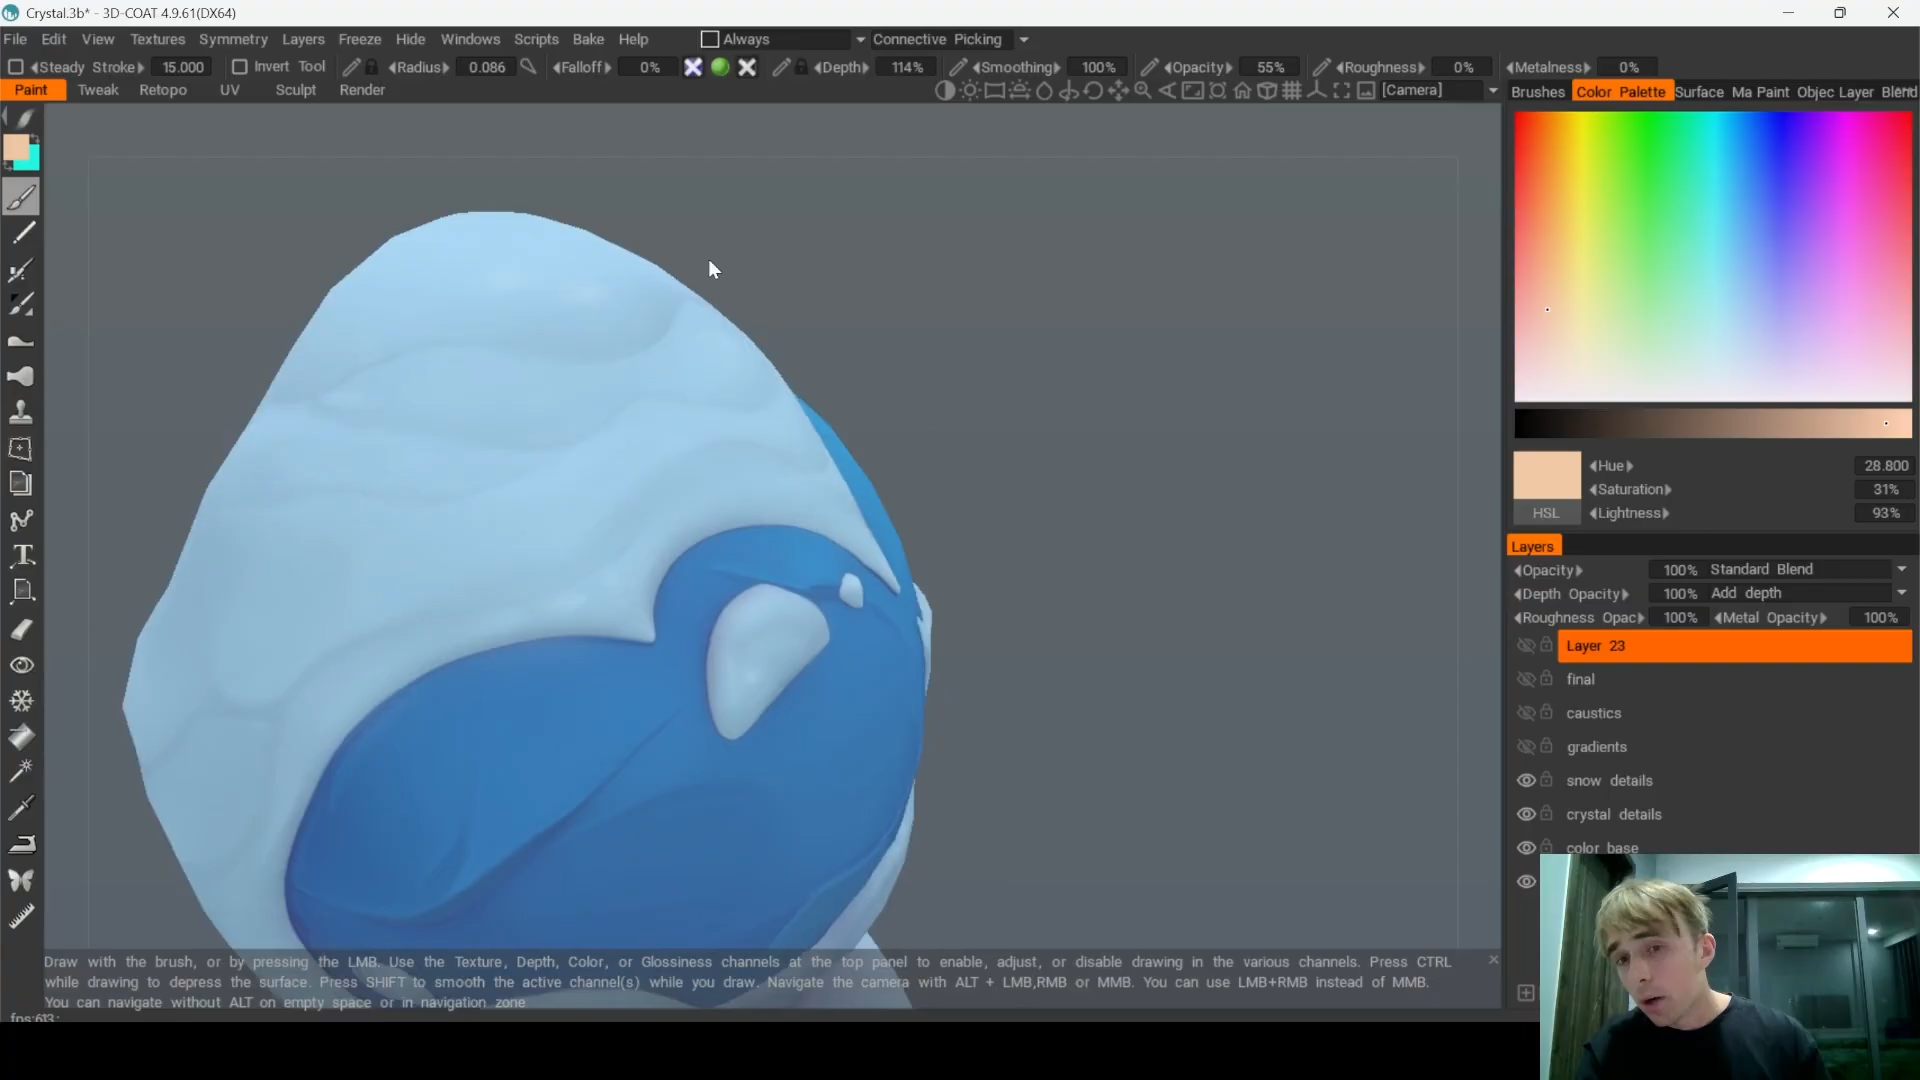 Crystal.3b* - 3D-COAT 4.9.61(DX64)
File Edit View Textures Symmetry Layers Freeze Hide Windows Scripts Bake Help Always Connective Picking
Steady Stroke 15.000 Invert Tool Radius 0.086 Falloff 0% Depth 114% Smoothing 100% Opacity 55% Roughness 0% Metalness 0%
Paint Tweak Retopo UV Sculpt Render [Camera]
Brushes Color Palette Surface Ma Paint Objec Layer Blend
Hue 28.800
Saturation 31%
HSL Lightness 93%
Layers
Opacity 100% Standard Blend
Depth Opacity 100% Add depth
Roughness Opac 100% Metal Opacity 100%
Layer 23
final
caustics
gradients
snow details
crystal details
color base
Draw with the brush, or by pressing the LMB. Use the Texture, Depth, Color, or Glossiness channels at the top panel to enable, adjust, or disable drawing in the various channels. Press CTRL
while drawing to depress the surface. Press SHIFT to smooth the active channel(s) while you draw. Navigate the camera with ALT + LMB,RMB or MMB. You can use LMB+RMB instead of MMB.
You can navigate without ALT on empty space or in navigation zone
fps:613;